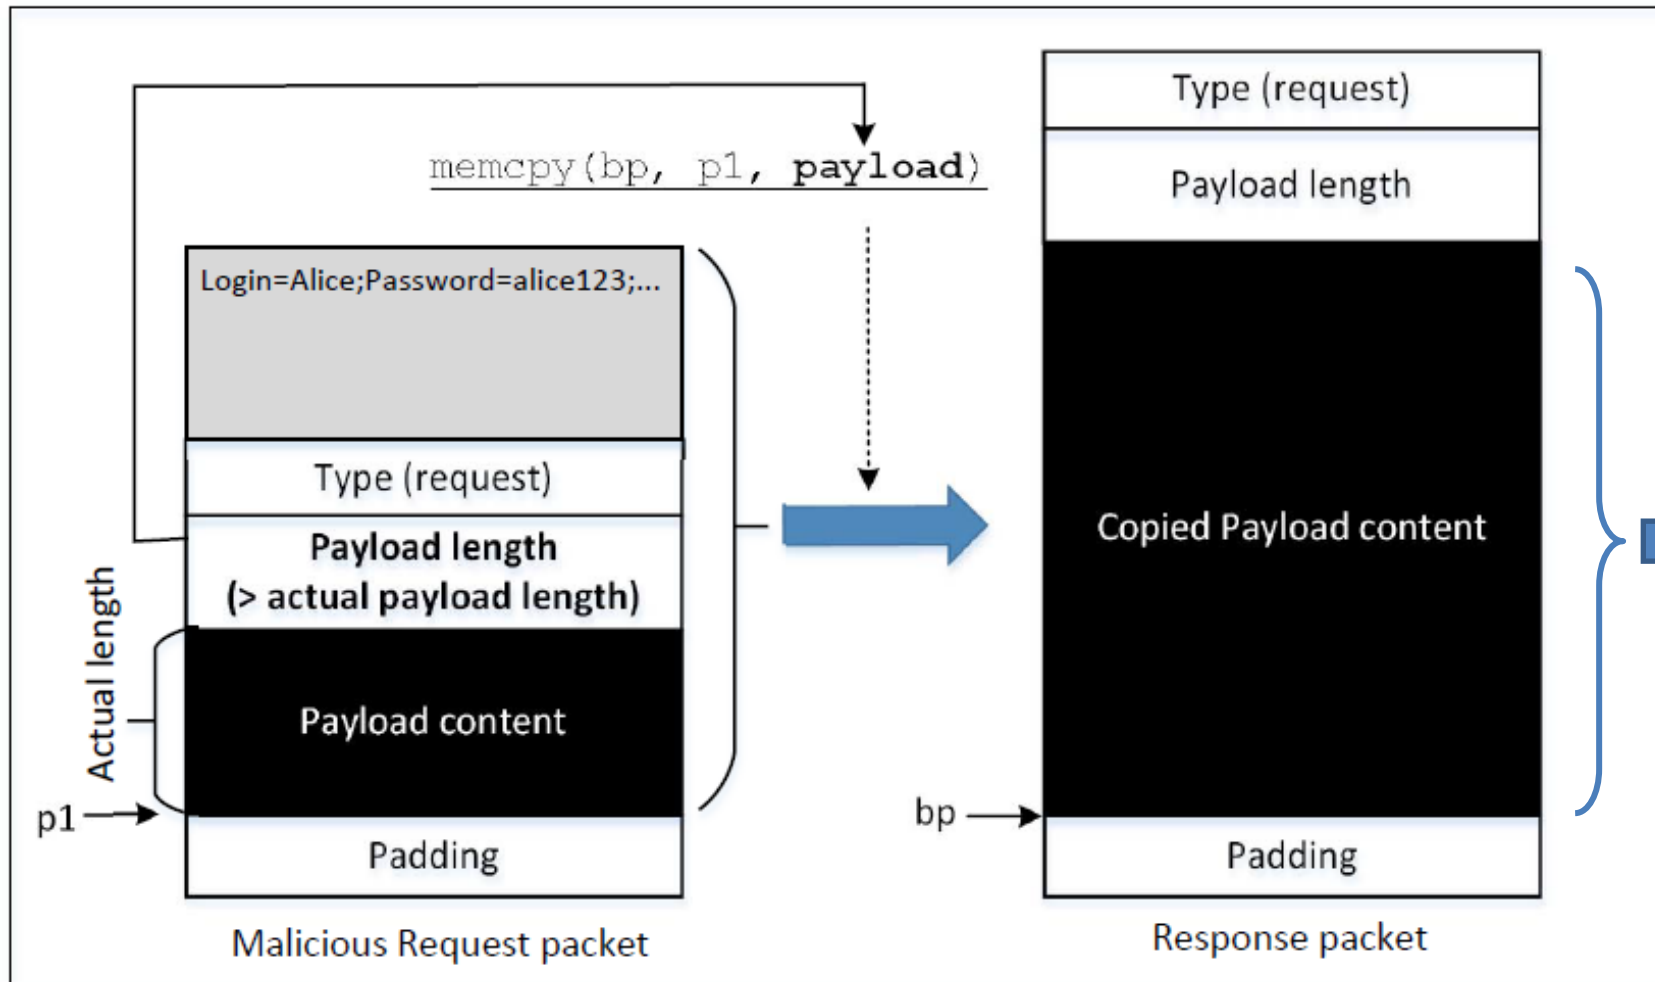 memcpy(bp, p1, payload)
Login=Alice;Password=alice123;...
Type (request)
Payload length
(> actual payload length)
Actual length
Payload content
p1
Padding
Malicious Request packet
Type (request)
Payload length
Copied Payload content
bp
Padding
Response packet